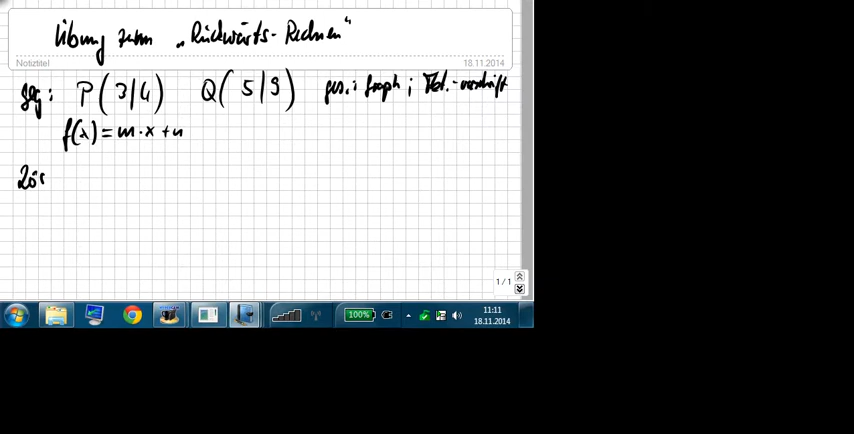 Übung zum „Rückwärts-Rechnen“
Notiztitel
18.11.2014
geg: P(3|4) Q(5|9) ges.: Graph; Fkt.-vorschrift
f(x)=m·x+n
Lös
1/1
100%
11:11
18.11.2014